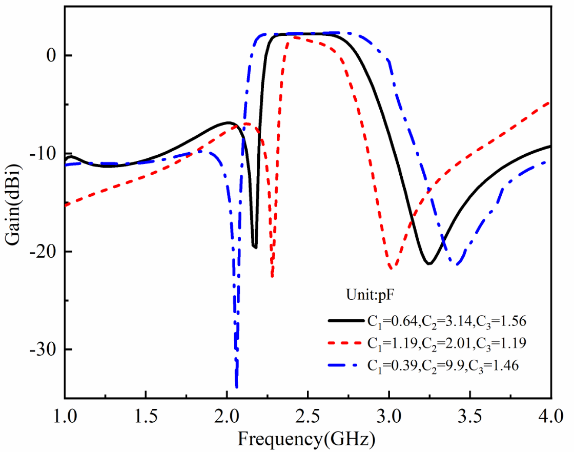 0
-10
-20
-30
Gain(dBi)
Unit:pF
C1=0.64,C2=3.14,C3=1.56
C1=1.19,C2=2.01,C3=1.19
C1=0.39,C2=9.9,C3=1.46
1.0 1.5 2.0 2.5 3.0 3.5 4.0
Frequency(GHz)